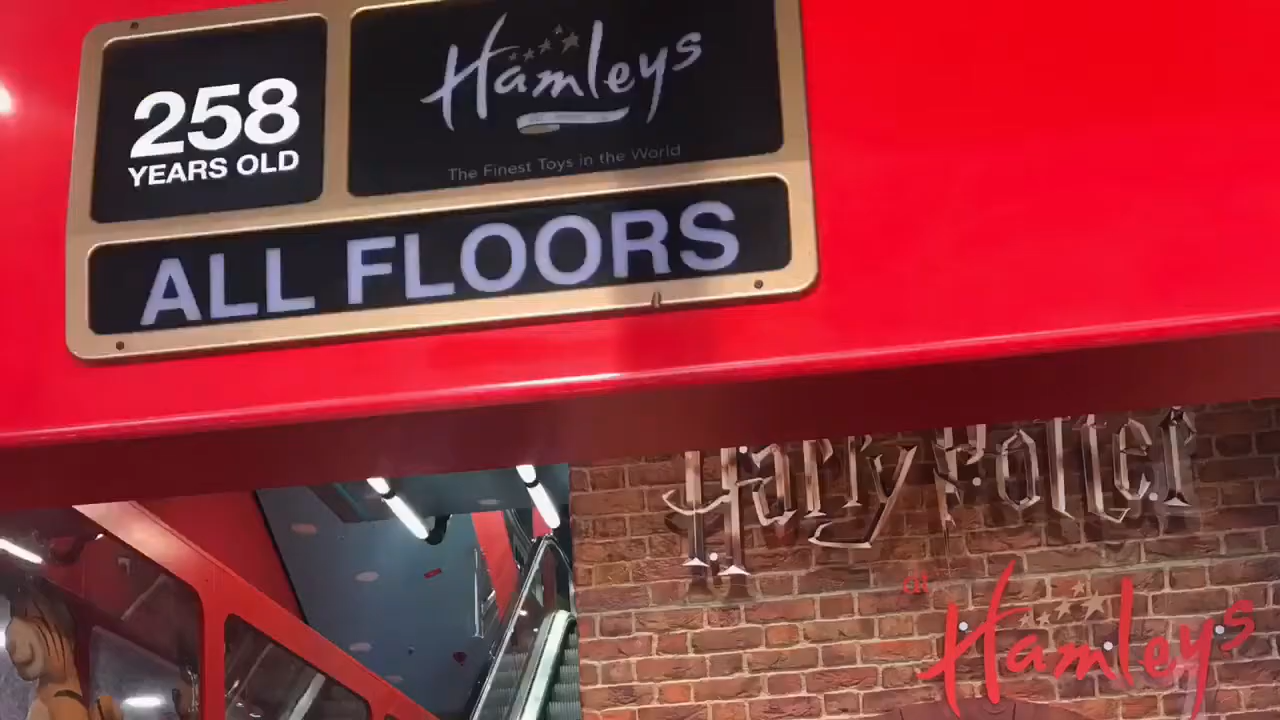 258
YEARS OLD
Hamleys
The Finest Toys in the World
ALL FLOORS
Harry Potter
at
Hamleys